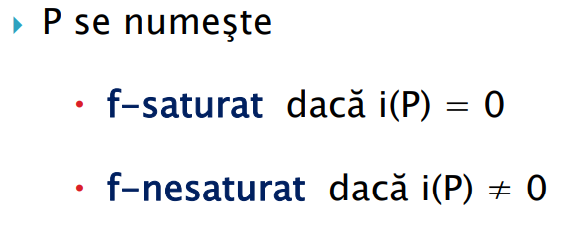 P se numeşte
f–saturat dacă i(P) = 0
f–nesaturat dacă i(P) ≠ 0